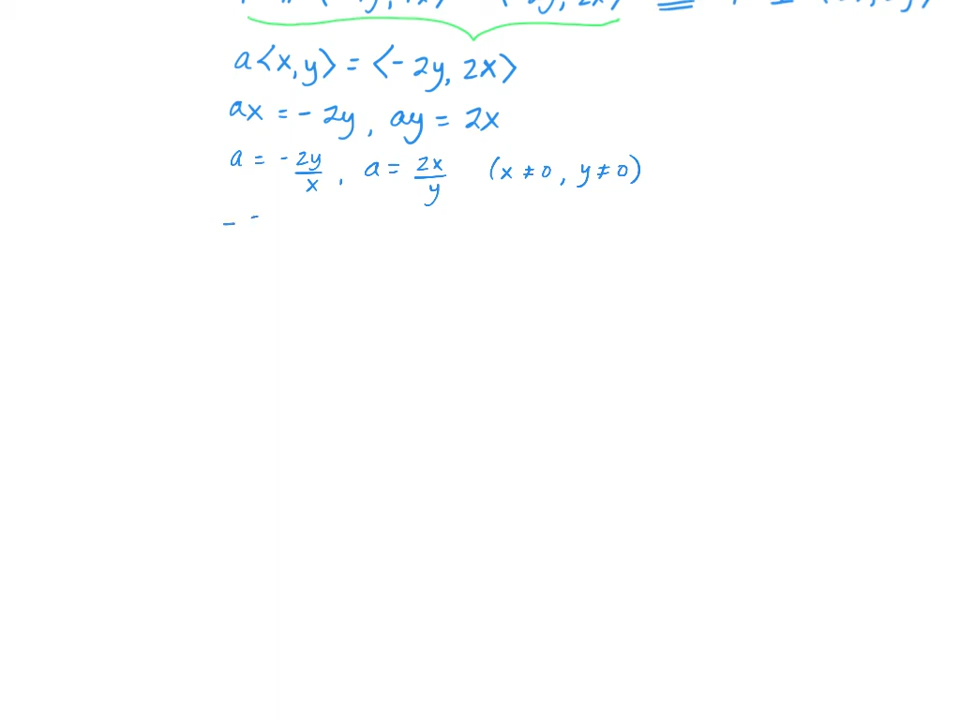 a⟨x, y⟩ = ⟨- 2y, 2x⟩
ax = - 2y, ay = 2x
a = - 2y/x, a = 2x/y (x ≠ 0, y ≠ 0)
-